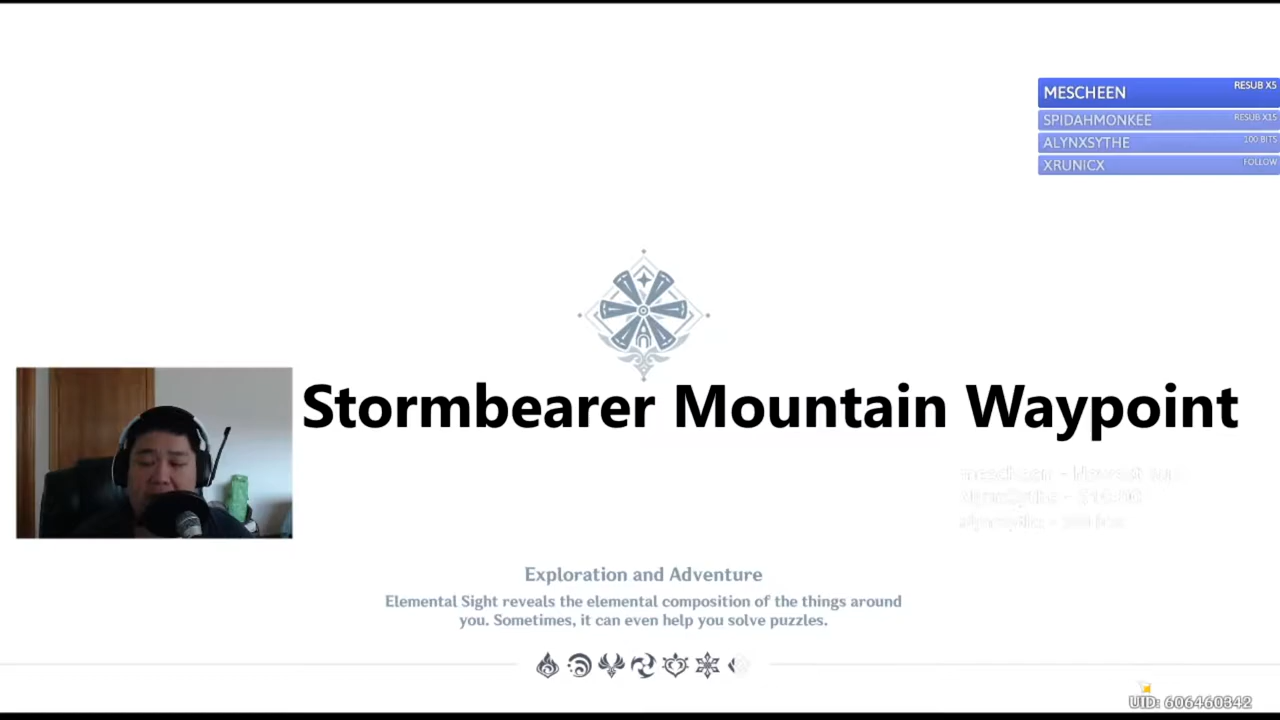 MESCHEEN RESUB X5
SPIDAHMONKEE RESUB X15
ALYNXSYTHE 100 BITS
XRUNICX FOLLOW
Stormbearer Mountain Waypoint
mescheen -
Exploration and Adventure
Elemental Sight reveals the elemental composition of the things around
you. Sometimes, it can even help you solve puzzles.
UID: 606460342